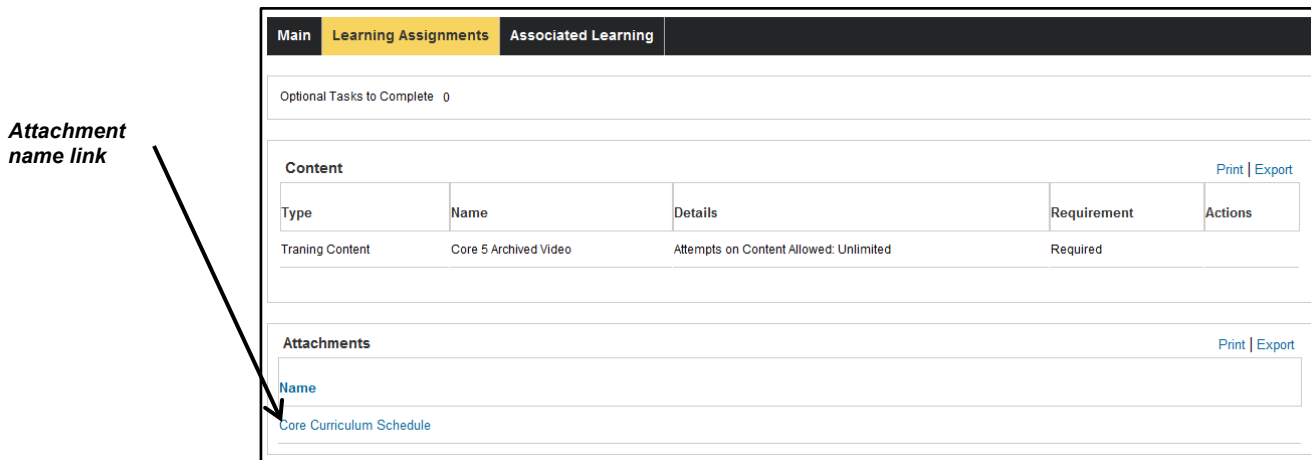 Main Learning Assignments Associated Learning
Optional Tasks to Complete 0
Attachment
name link
Content Print | Export
Type Name Details Requirement Actions
Traning Content Core 5 Archived Video Attempts on Content Allowed: Unlimited Required
Attachments Print | Export
Name
Core Curriculum Schedule